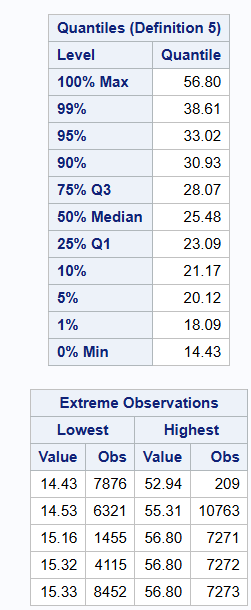 Quantiles (Definition 5)
Level Quantile
100% Max 56.80
99% 38.61
95% 33.02
90% 30.93
75% Q3 28.07
50% Median 25.48
25% Q1 23.09
10% 21.17
5% 20.12
1% 18.09
0% Min 14.43
Extreme Observations
Lowest Highest
Value Obs Value Obs
14.43 7876 52.94 209
14.53 6321 55.31 10763
15.16 1455 56.80 7271
15.32 4115 56.80 7272
15.33 8452 56.80 7273